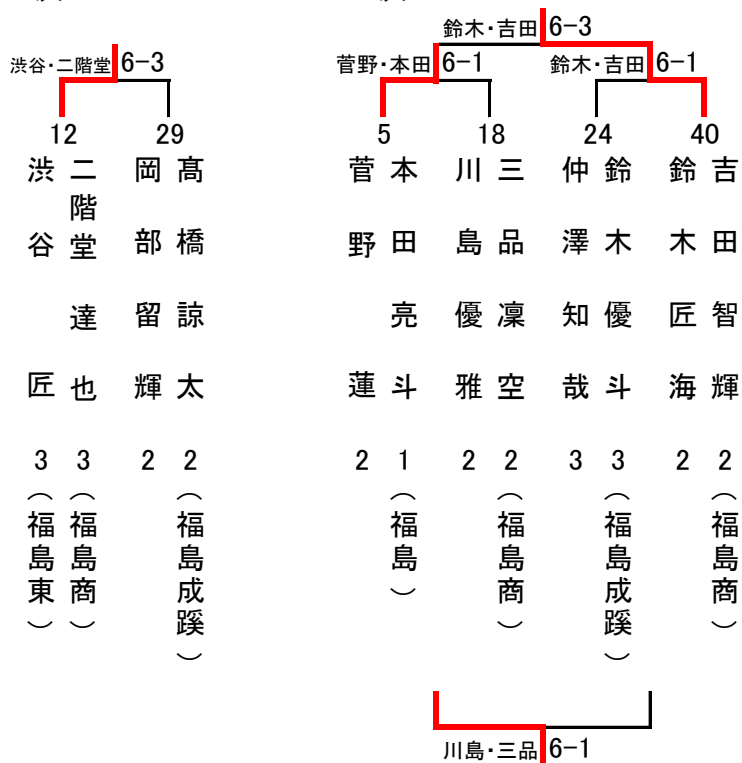 鈴木・吉田 6-3
渋谷・二階堂 6-3
菅野・本田 6-1
鈴木・吉田 6-1
12
29
5
18
24
40
渋谷 匠 3 (福島東)
二階堂 達也 3 (福島商)
岡部留輝 2
髙橋諒太 2 (福島成蹊)
菅野 蓮 2
本田亮斗 1 (福島)
川島優雅 2
三品凜空 2 (福島商)
仲澤知哉 3
鈴木優斗 3 (福島成蹊)
鈴木匠海 2
吉田智輝 2 (福島商)
川島・三品 6-1